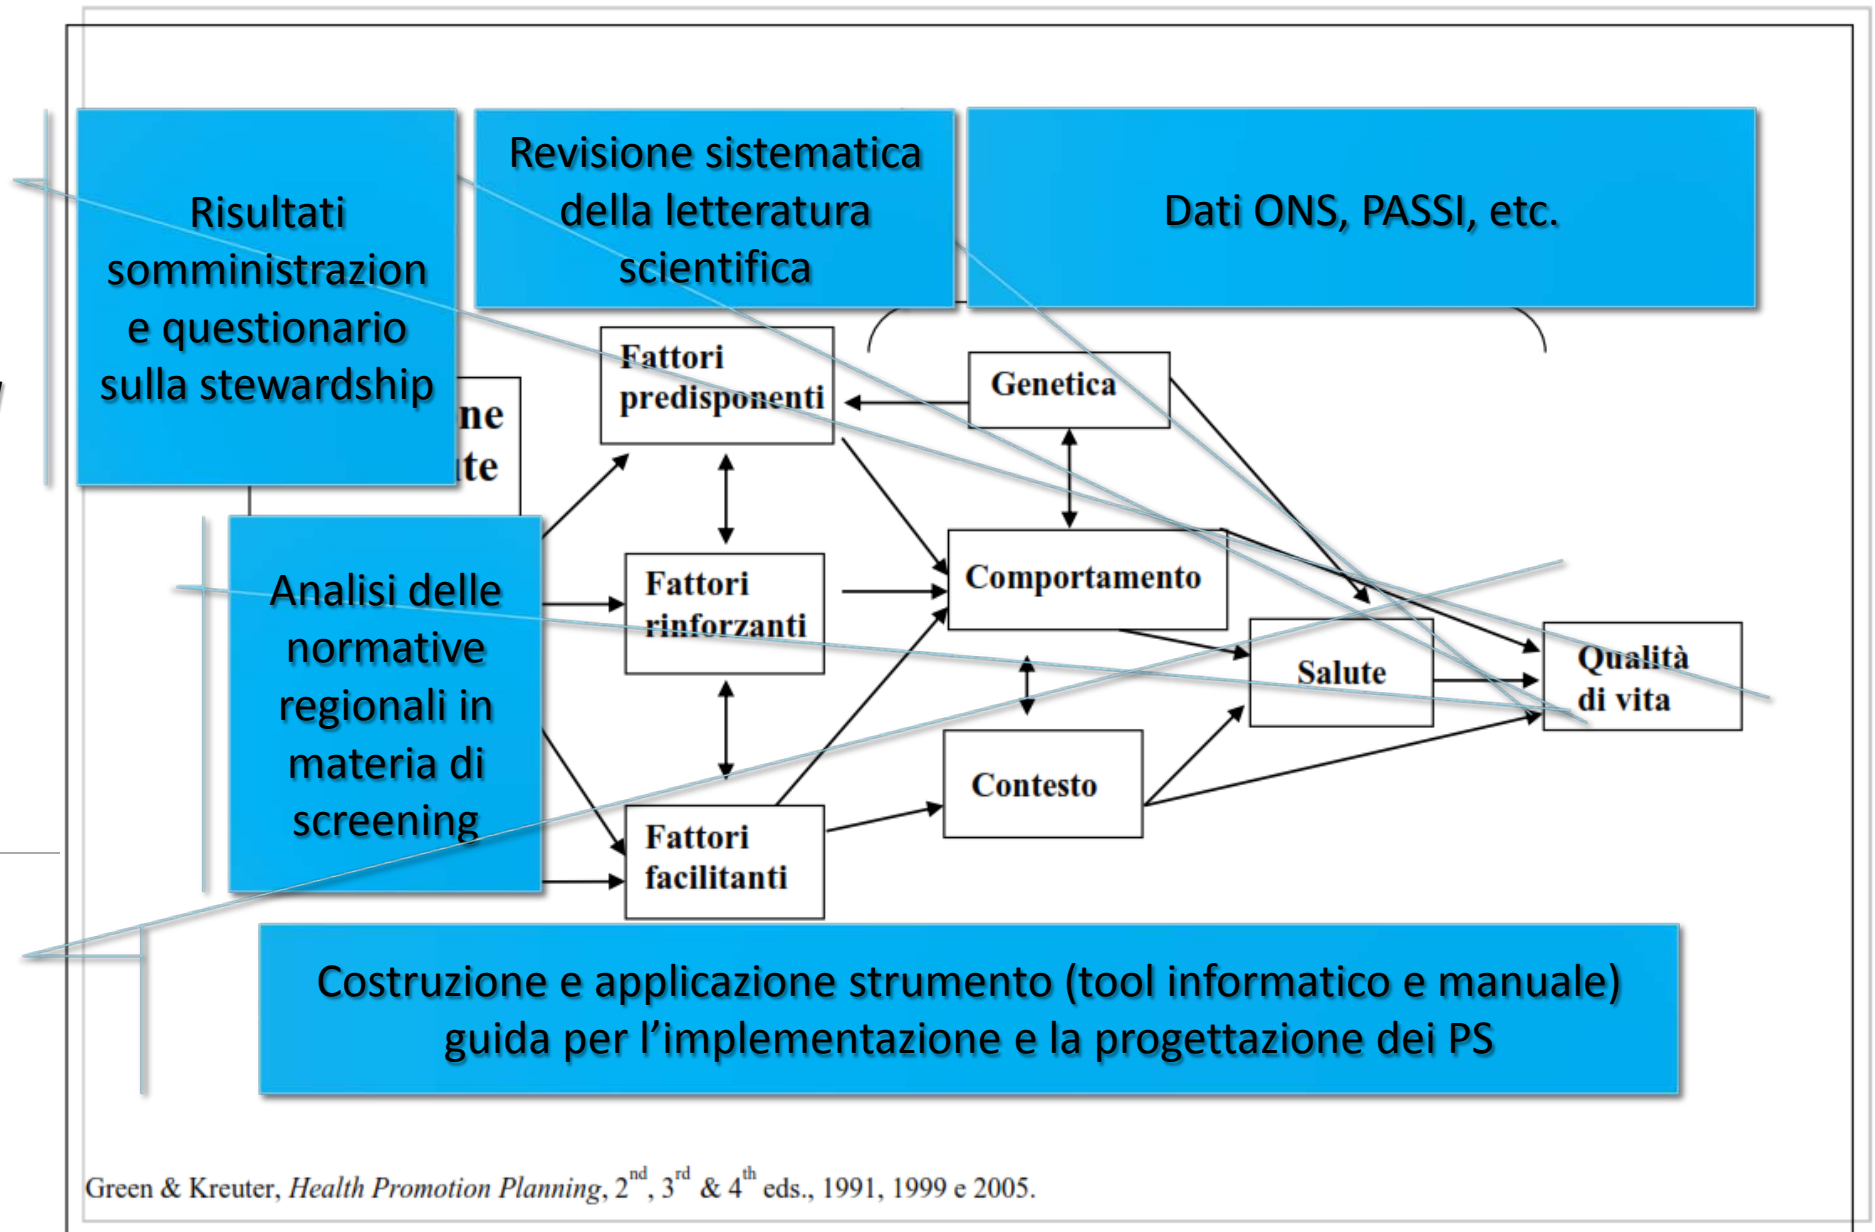 Risultati
somministrazion
e questionario
sulla stewardship
Revisione sistematica
della letteratura
scientifica
Dati ONS, PASSI, etc.
ne
te
Fattori
predisponenti
Genetica
Analisi delle
normative
regionali in
materia di
screening
Fattori
rinforzanti
Comportamento
Salute
Qualità
di vita
Contesto
Fattori
facilitanti
Costruzione e applicazione strumento (tool informatico e manuale)
guida per l’implementazione e la progettazione dei PS
Green & Kreuter, Health Promotion Planning, 2nd, 3rd & 4th eds., 1991, 1999 e 2005.